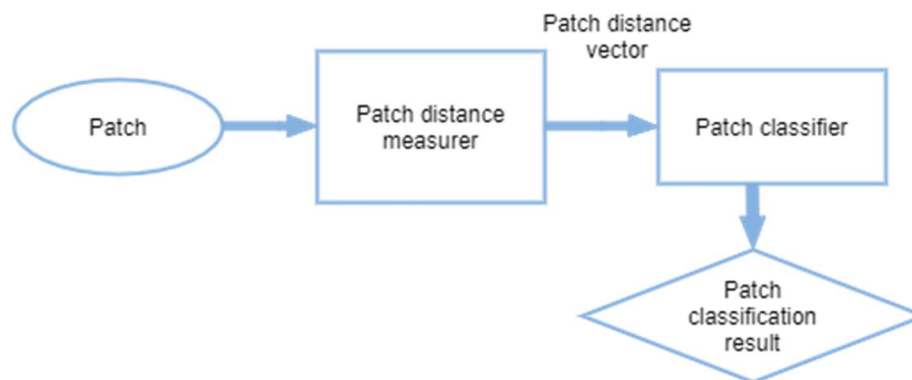 Patch
Patch distance
measurer
Patch distance
vector
Patch classifier
Patch
classification
result